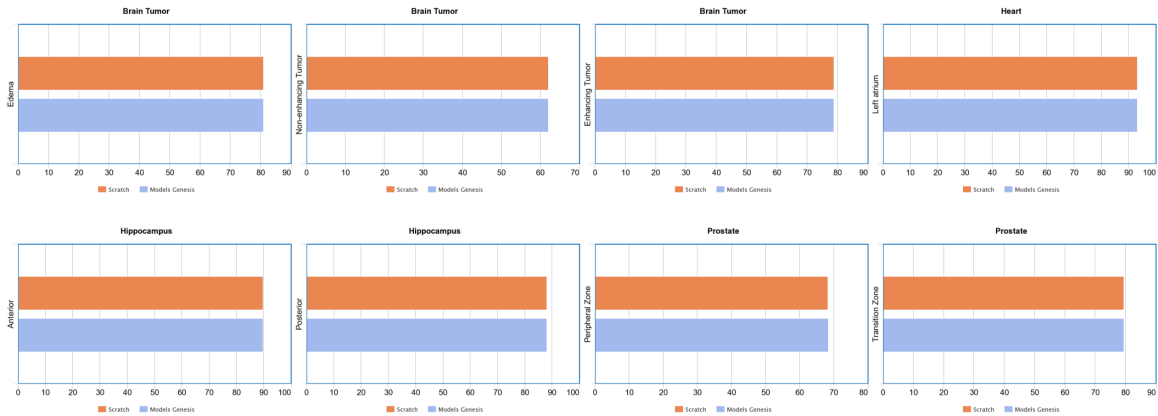 Brain Tumor
Edema
0 10 20 30 40 50 60 70 80 90
Scratch Models Genesis
Brain Tumor
Non-enhancing Tumor
0 10 20 30 40 50 60 70
Scratch Models Genesis
Brain Tumor
Enhancing Tumor
0 10 20 30 40 50 60 70 80 90
Scratch Models Genesis
Heart
Left atrium
0 10 20 30 40 50 60 70 80 90 100
Scratch Models Genesis
Hippocampus
Anterior
0 10 20 30 40 50 60 70 80 90 100
Scratch Models Genesis
Hippocampus
Posterior
0 10 20 30 40 50 60 70 80 90 100
Scratch Models Genesis
Prostate
Peripheral Zone
0 10 20 30 40 50 60 70 80
Scratch Models Genesis
Prostate
Transition Zone
0 10 20 30 40 50 60 70 80 90
Scratch Models Genesis